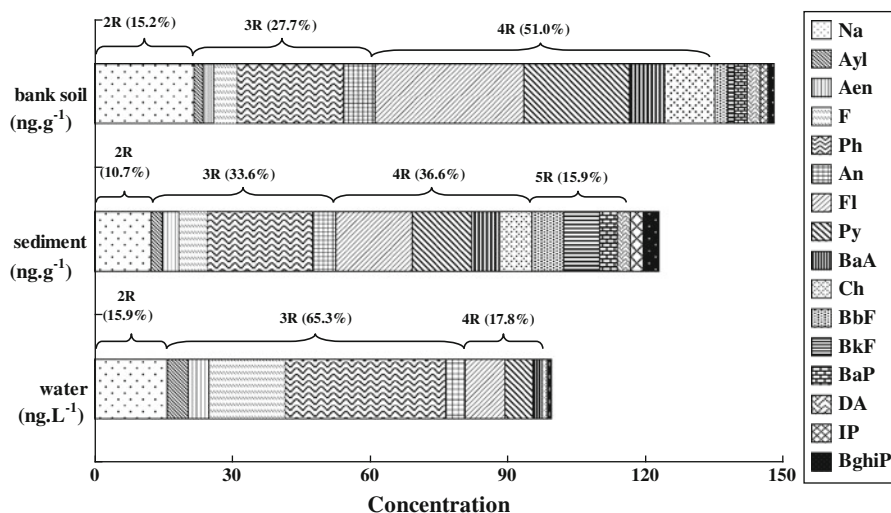 2R (15.2%)
3R (27.7%)
4R (51.0%)
bank soil
(ng.g-1)
2R
(10.7%)
3R (33.6%)
4R (36.6%)
5R (15.9%)
sediment
(ng.g-1)
2R
(15.9%)
3R (65.3%)
4R (17.8%)
water
(ng.L-1)
0
30
60
90
120
150
Concentration
Na
Ayl
Aen
F
Ph
An
Fl
Py
BaA
Ch
BbF
BkF
BaP
DA
IP
BghiP